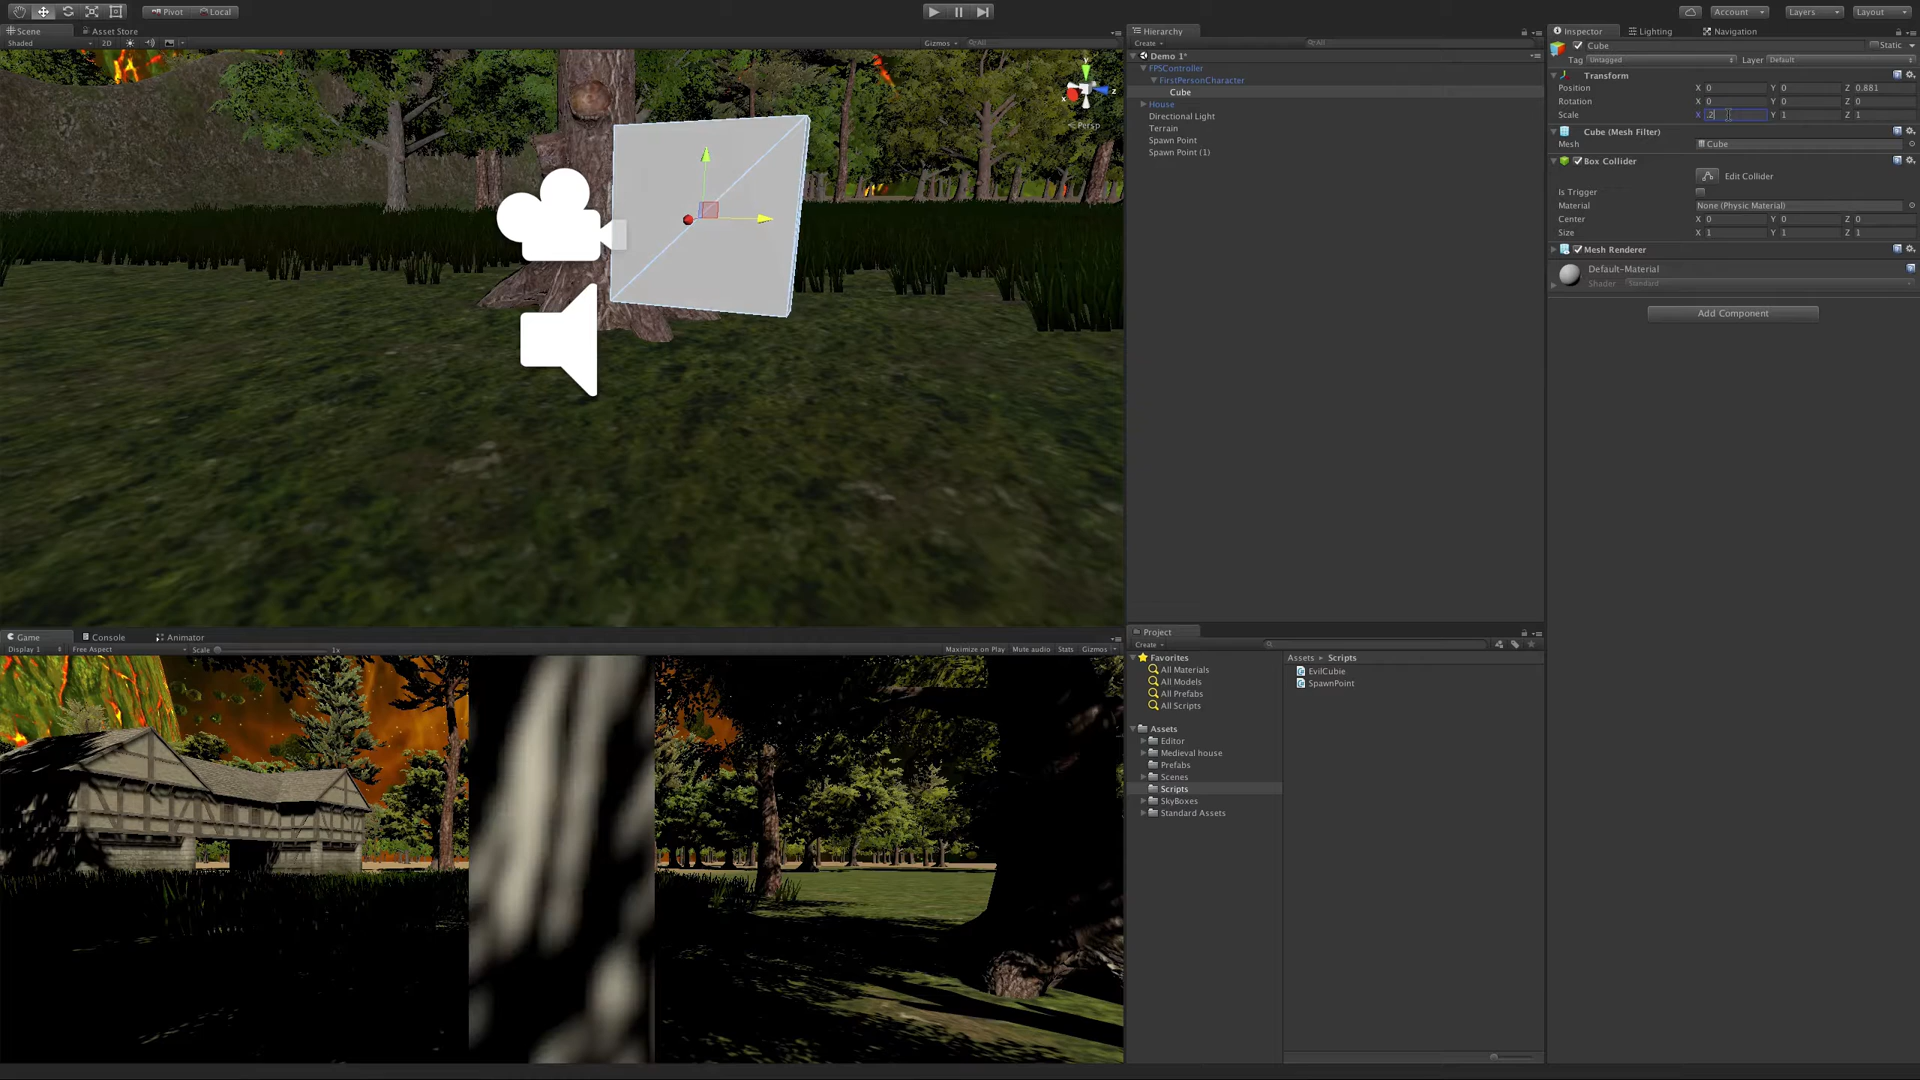 Pivot Local Account Layers Layout
Scene Asset Store
Shaded 2D Gizmos All
y
x z
Persp
Hierarchy
Create All
Demo 1*
FPSController
FirstPersonCharacter
Cube
House
Directional Light
Terrain
Spawn Point
Spawn Point (1)
Inspector Lighting Navigation
Cube Static
Tag Untagged Layer Default
Transform
Position X 0 Y 0 Z 0.881
Rotation X 0 Y 0 Z 0
Scale X .2 Y 1 Z 1
Cube (Mesh Filter)
Mesh Cube
Box Collider
Edit Collider
Is Trigger
Material None (Physic Material)
Center X 0 Y 0 Z 0
Size X 1 Y 1 Z 1
Mesh Renderer
Default-Material
Shader Standard
Add Component
Game Console Animator
Display 1 Free Aspect Scale 1x Maximize on Play Mute audio Stats Gizmos
Project
Create
Favorites
All Materials
All Models
All Prefabs
All Scripts
Assets
Editor
Medieval house
Prefabs
Scenes
Scripts
SkyBoxes
Standard Assets
Assets Scripts
EvilCubie
SpawnPoint